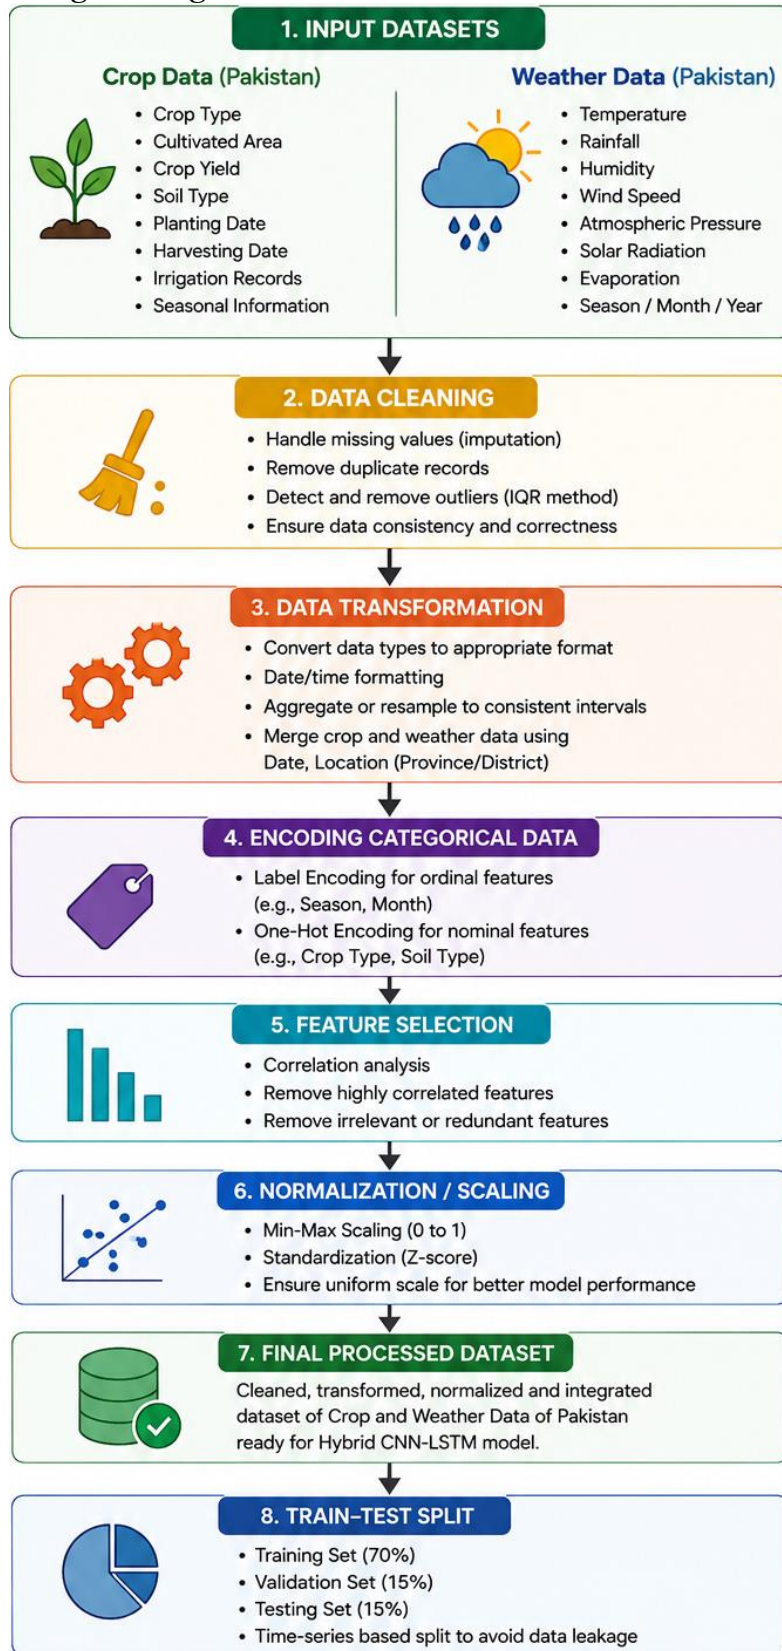 1. INPUT DATASETS
Crop Data (Pakistan)
• Crop Type
• Cultivated Area
• Crop Yield
• Soil Type
• Planting Date
• Harvesting Date
• Irrigation Records
• Seasonal Information
Weather Data (Pakistan)
• Temperature
• Rainfall
• Humidity
• Wind Speed
• Atmospheric Pressure
• Solar Radiation
• Evaporation
• Season / Month / Year
2. DATA CLEANING
• Handle missing values (imputation)
• Remove duplicate records
• Detect and remove outliers (IQR method)
• Ensure data consistency and correctness
3. DATA TRANSFORMATION
• Convert data types to appropriate format
• Date/time formatting
• Aggregate or resample to consistent intervals
• Merge crop and weather data using
Date, Location (Province/District)
4. ENCODING CATEGORICAL DATA
• Label Encoding for ordinal features
(e.g., Season, Month)
• One-Hot Encoding for nominal features
(e.g., Crop Type, Soil Type)
5. FEATURE SELECTION
• Correlation analysis
• Remove highly correlated features
• Remove irrelevant or redundant features
6. NORMALIZATION / SCALING
• Min-Max Scaling (0 to 1)
• Standardization (Z-score)
• Ensure uniform scale for better model performance
7. FINAL PROCESSED DATASET
Cleaned, transformed, normalized and integrated
dataset of Crop and Weather Data of Pakistan
ready for Hybrid CNN-LSTM model.
8. TRAIN–TEST SPLIT
• Training Set (70%)
• Validation Set (15%)
• Testing Set (15%)
• Time-series based split to avoid data leakage